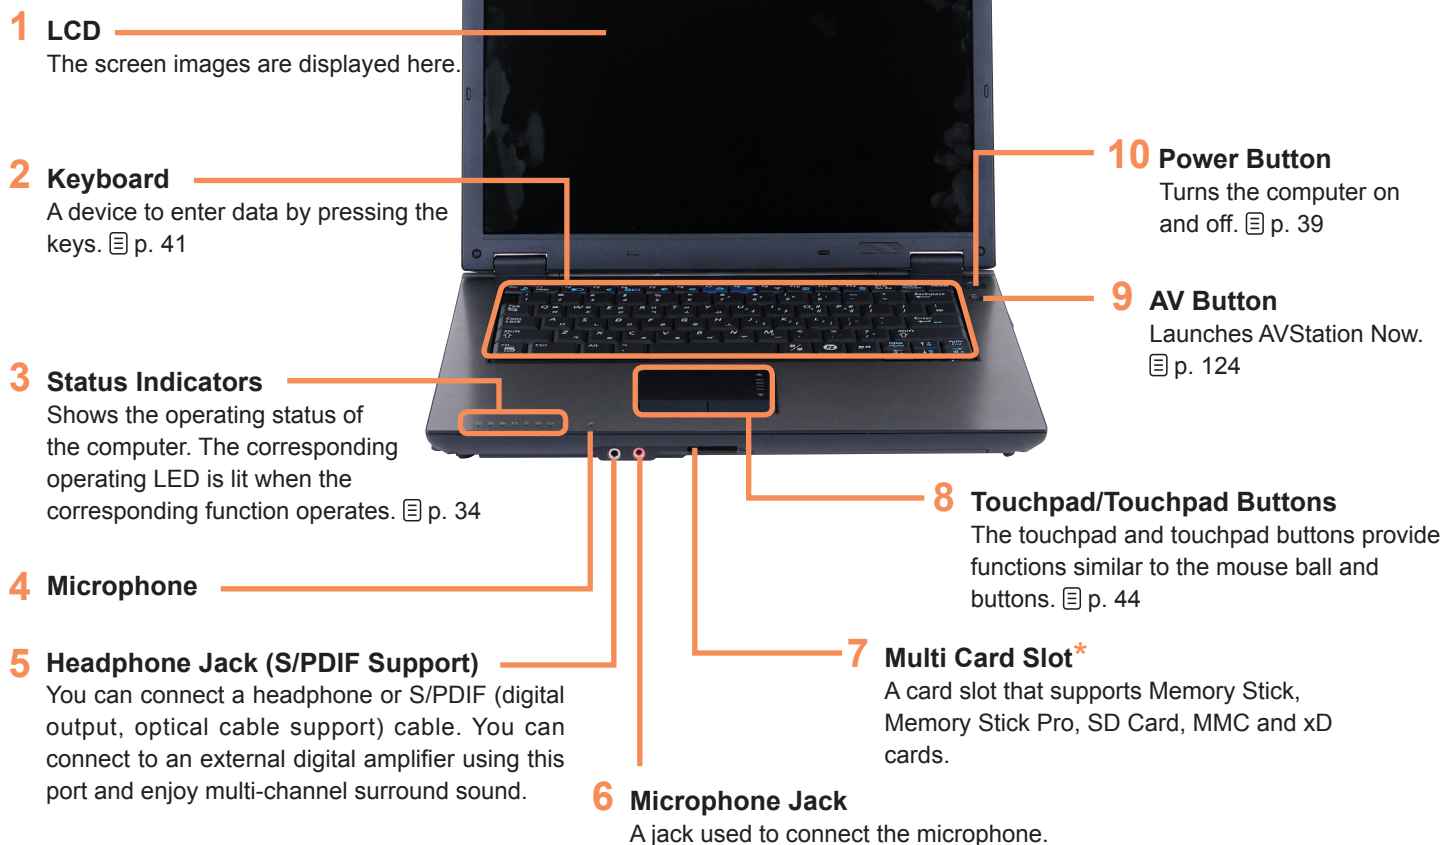 1 LCD
The screen images are displayed here.
2 Keyboard
A device to enter data by pressing the
keys. p. 41
3 Status Indicators
Shows the operating status of
the computer. The corresponding
operating LED is lit when the
corresponding function operates. p. 34
4 Microphone
5 Headphone Jack (S/PDIF Support)
You can connect a headphone or S/PDIF (digital
output, optical cable support) cable. You can
connect to an external digital amplifier using this
port and enjoy multi-channel surround sound.
6 Microphone Jack
A jack used to connect the microphone.
7 Multi Card Slot*
A card slot that supports Memory Stick,
Memory Stick Pro, SD Card, MMC and xD
cards.
8 Touchpad/Touchpad Buttons
The touchpad and touchpad buttons provide
functions similar to the mouse ball and
buttons. p. 44
9 AV Button
Launches AVStation Now.
p. 124
10 Power Button
Turns the computer on
and off. p. 39